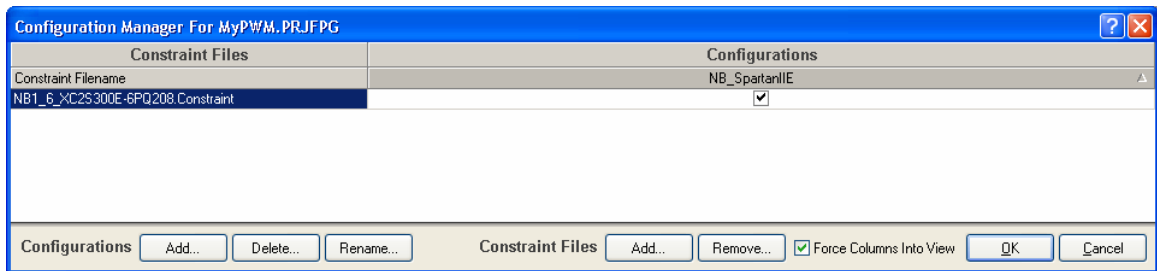 Configuration Manager For MyPWM.PRJFPG
Constraint Files Configurations
Constraint Filename NB_SpartanIIE
NB1_6_XC2S300E-6PQ208.Constraint
Configurations Add... Delete... Rename... Constraint Files Add... Remove... Force Columns Into View OK Cancel